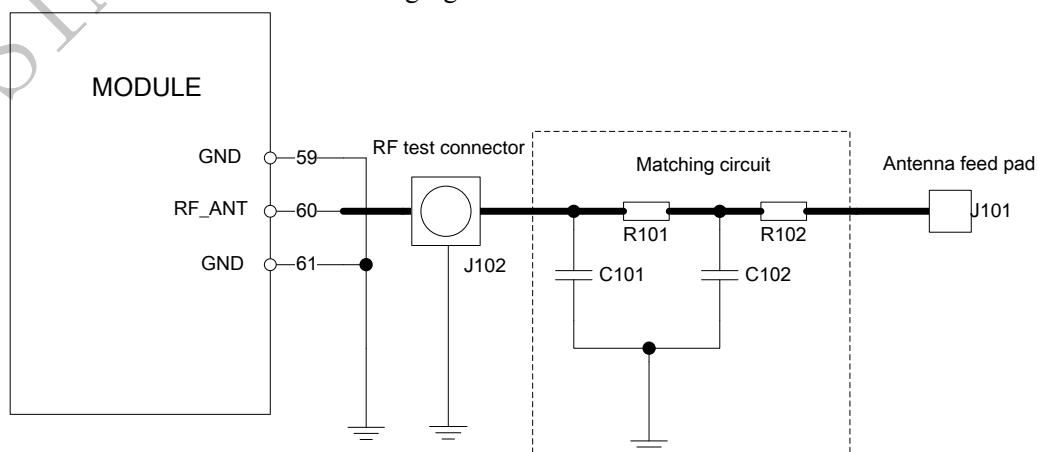 MODULE
GND
59
RF test connector
Matching circuit
Antenna feed pad
RF_ANT
60
J101
R101
R102
GND
61
J102
C101
C102